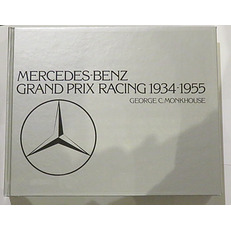 MERCEDES-BENZ
GRAND PRIX RACING 1934-1955
GEORGE C. MONKHOUSE